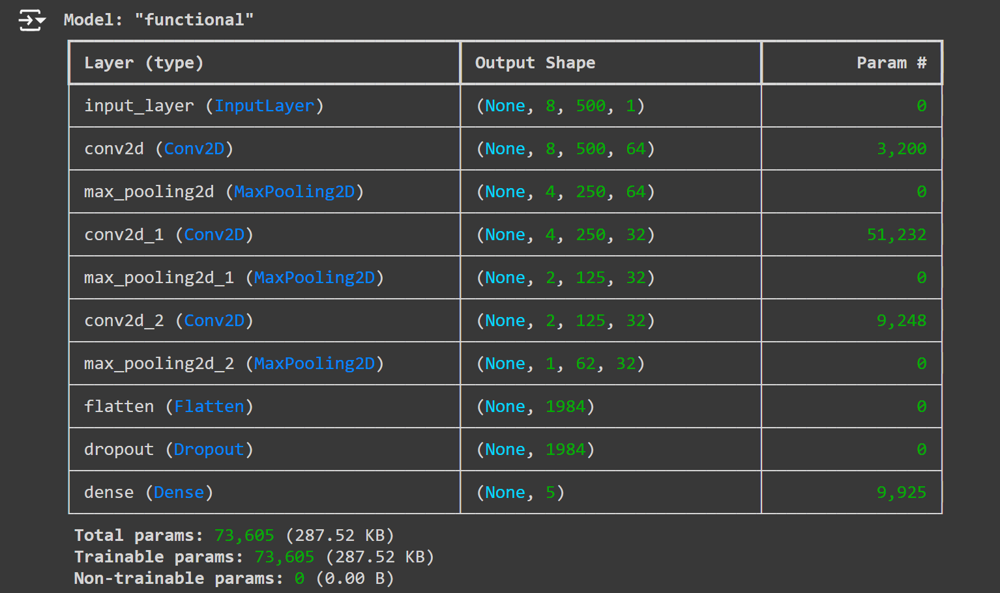 Model: "functional"
Layer (type) Output Shape Param #
input_layer (InputLayer) (None, 8, 500, 1) 0
conv2d (Conv2D) (None, 8, 500, 64) 3,200
max_pooling2d (MaxPooling2D) (None, 4, 250, 64) 0
conv2d_1 (Conv2D) (None, 4, 250, 32) 51,232
max_pooling2d_1 (MaxPooling2D) (None, 2, 125, 32) 0
conv2d_2 (Conv2D) (None, 2, 125, 32) 9,248
max_pooling2d_2 (MaxPooling2D) (None, 1, 62, 32) 0
flatten (Flatten) (None, 1984) 0
dropout (Dropout) (None, 1984) 0
dense (Dense) (None, 5) 9,925
Total params: 73,605 (287.52 KB)
Trainable params: 73,605 (287.52 KB)
Non-trainable params: 0 (0.00 B)